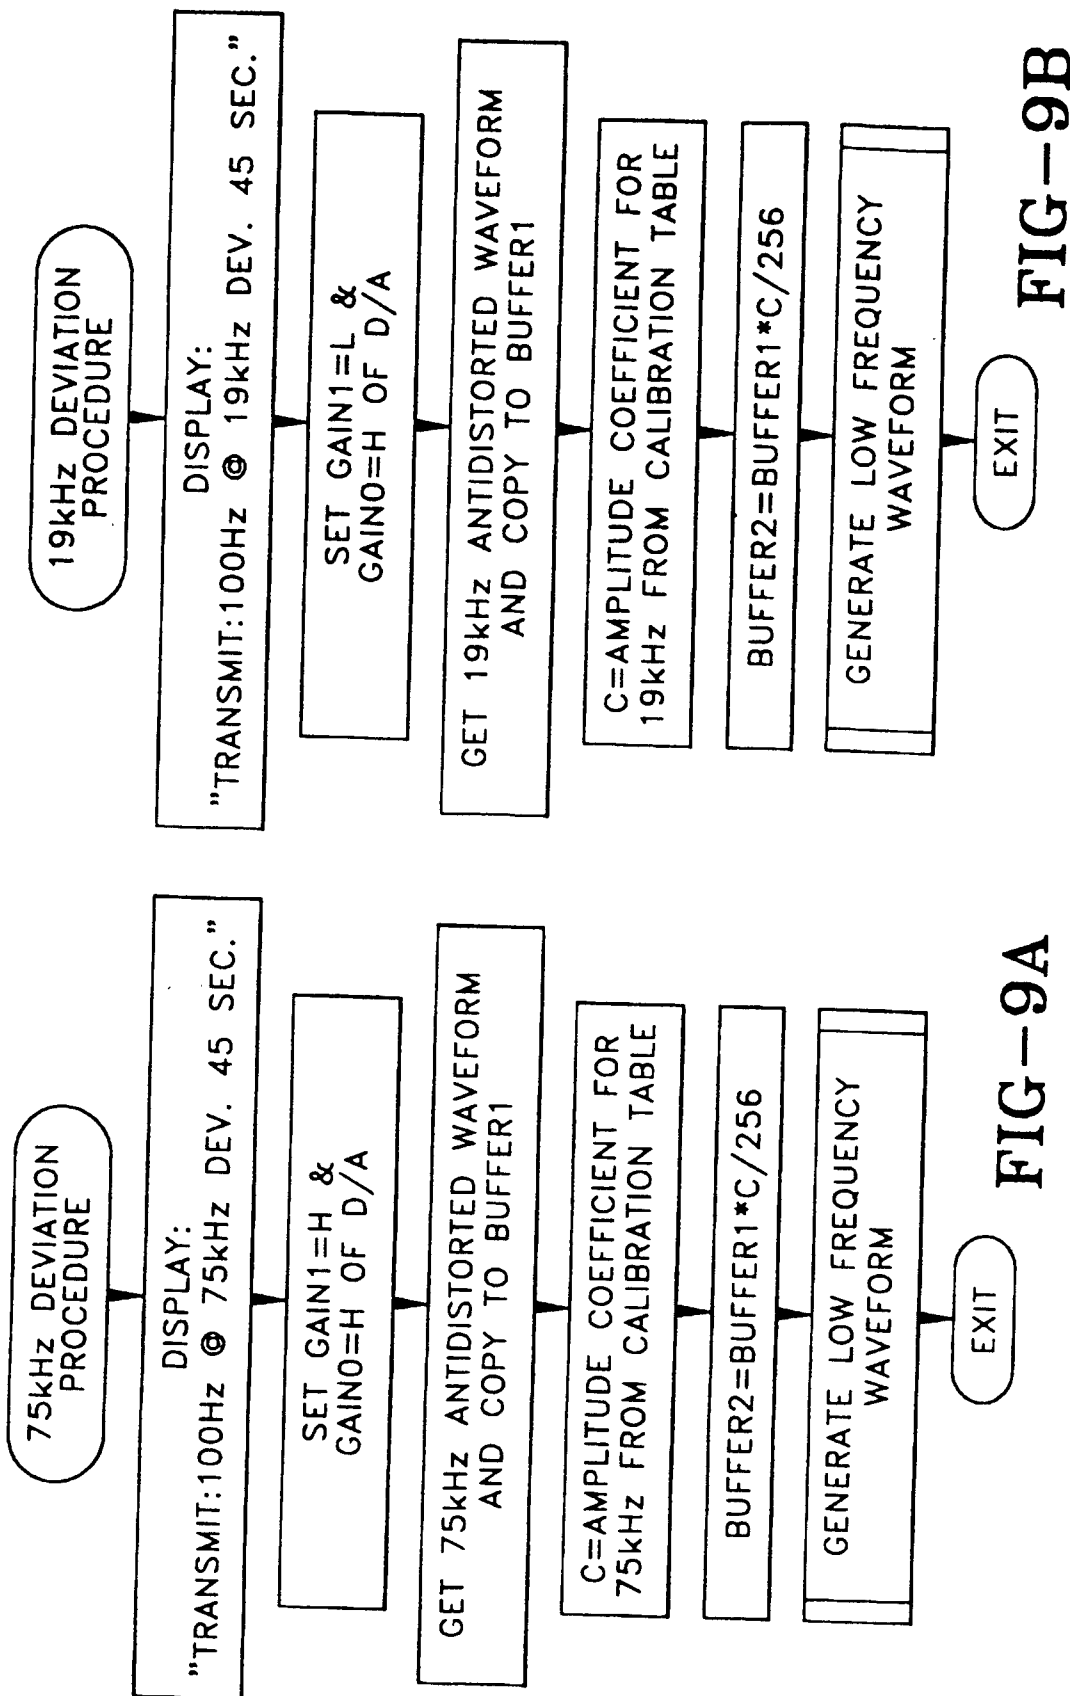 75kHz DEVIATION
PROCEDURE
DISPLAY:
"TRANSMIT:100Hz @ 75kHz DEV. 45 SEC."
SET GAIN1=H &
GAIN0=H OF D/A
GET 75kHz ANTIDISTORTED WAVEFORM
AND COPY TO BUFFER1
C=AMPLITUDE COEFFICIENT FOR
75kHz FROM CALIBRATION TABLE
BUFFER2=BUFFER1*C/256
GENERATE LOW FREQUENCY
WAVEFORM
EXIT
FIG-9A
19kHz DEVIATION
PROCEDURE
DISPLAY:
"TRANSMIT:100Hz @ 19kHz DEV. 45 SEC."
SET GAIN1=L &
GAIN0=H OF D/A
GET 19kHz ANTIDISTORTED WAVEFORM
AND COPY TO BUFFER1
C=AMPLITUDE COEFFICIENT FOR
19kHz FROM CALIBRATION TABLE
BUFFER2=BUFFER1*C/256
GENERATE LOW FREQUENCY
WAVEFORM
EXIT
FIG-9B